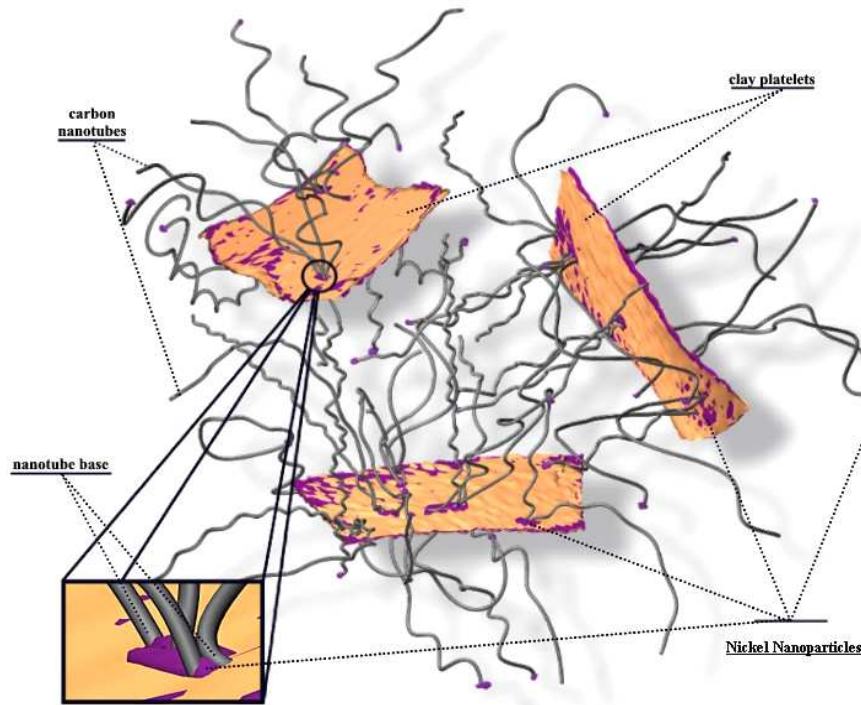 clay platelets
carbon
nanotubes
nanotube base
Nickel Nanoparticles